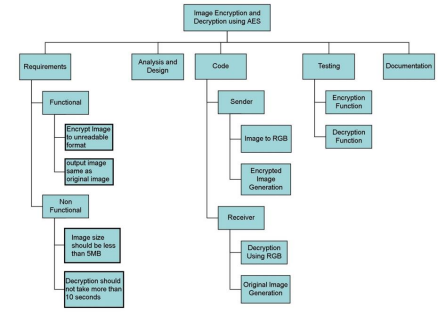 Image Encryption and
Decryption using AES
Requirements
Analysis and
Design
Code
Testing
Documentation
Functional
Encrypt Image
to unreadable
format
output image
same as
original image
Non
Functional
Image size
should be less
than 5MB
Decryption should
not take more than
10 seconds
Sender
Image to RGB
Encrypted
Image
Generation
Receiver
Decryption
Using RGB
Original Image
Generation
Encryption
Function
Decryption
Function